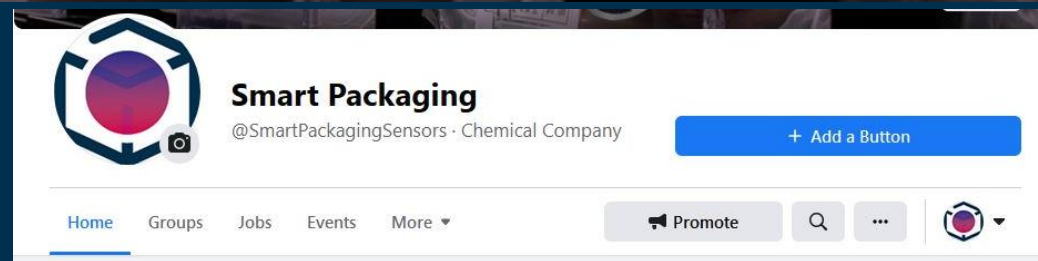 Smart Packaging
@SmartPackagingSensors · Chemical Company
+ Add a Button
Home Groups Jobs Events More Promote